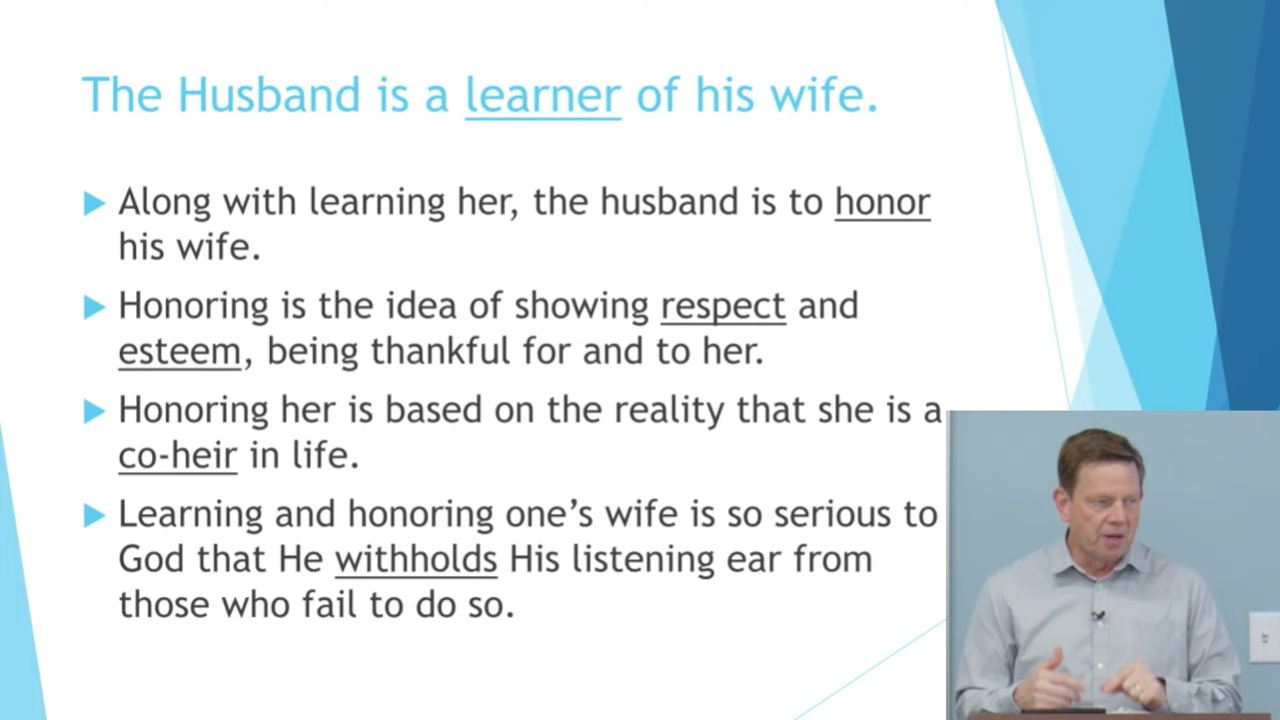 The Husband is a learner of his wife.
Along with learning her, the husband is to honor
his wife.
Honoring is the idea of showing respect and
esteem, being thankful for and to her.
Honoring her is based on the reality that she is a
co-heir in life.
Learning and honoring one’s wife is so serious to
God that He withholds His listening ear from
those who fail to do so.